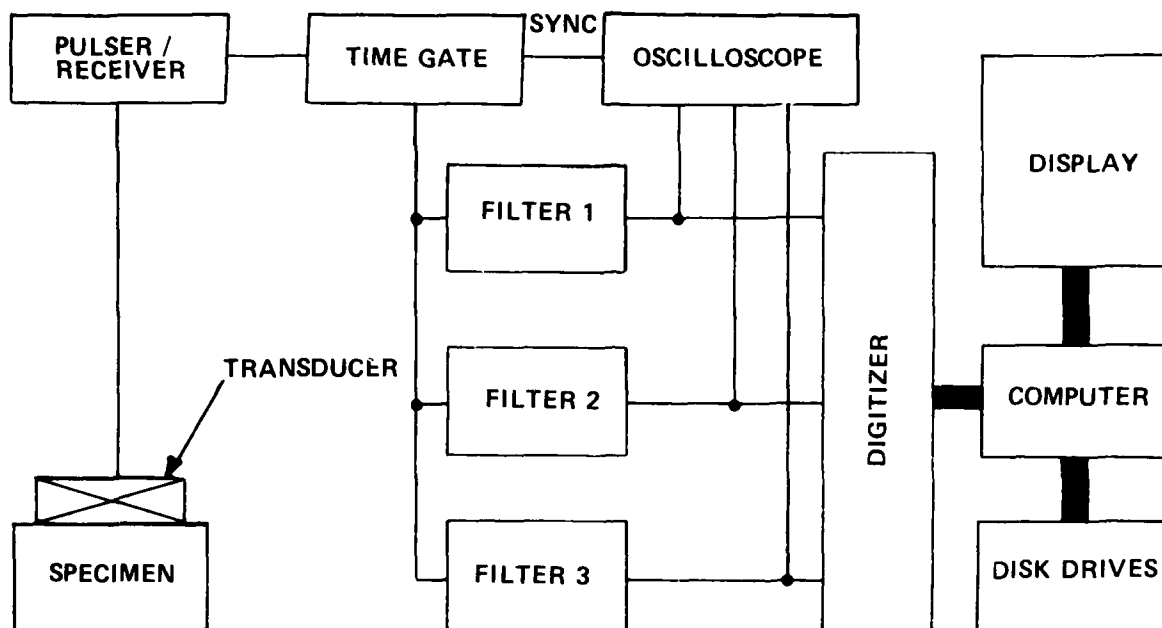 PULSER /
RECEIVER
TIME GATE
SYNC
OSCILLOSCOPE
DISPLAY
FILTER 1
TRANSDUCER
FILTER 2
DIGITIZER
COMPUTER
SPECIMEN
FILTER 3
DISK DRIVES